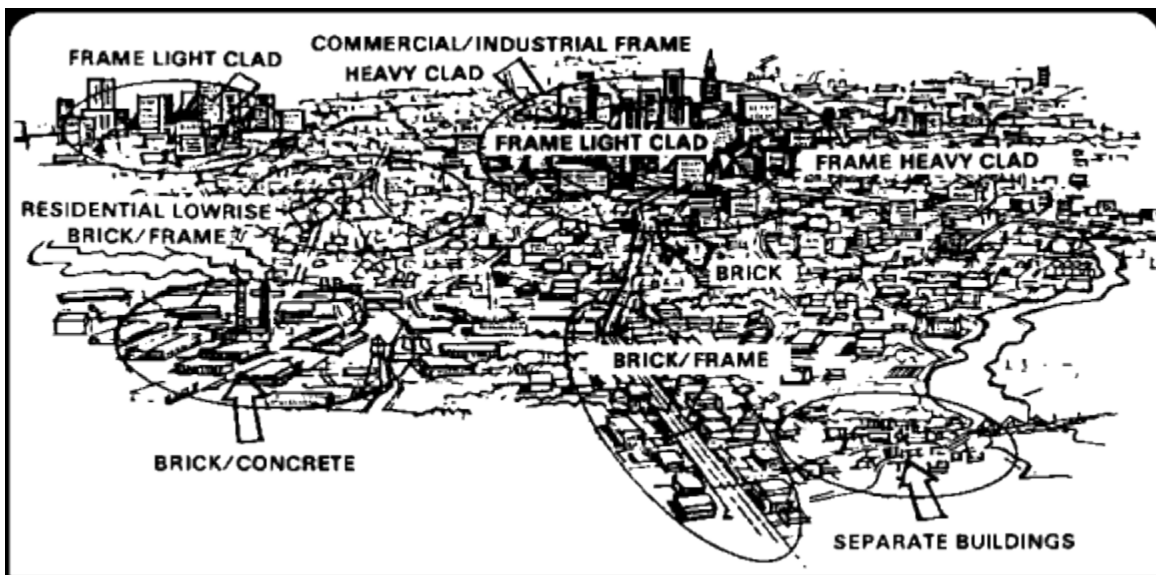 FRAME LIGHT CLAD
COMMERCIAL/INDUSTRIAL FRAME
HEAVY CLAD
FRAME LIGHT CLAD
FRAME HEAVY CLAD
RESIDENTIAL LOWRISE
BRICK/FRAME
BRICK
BRICK/FRAME
BRICK/CONCRETE
SEPARATE BUILDINGS